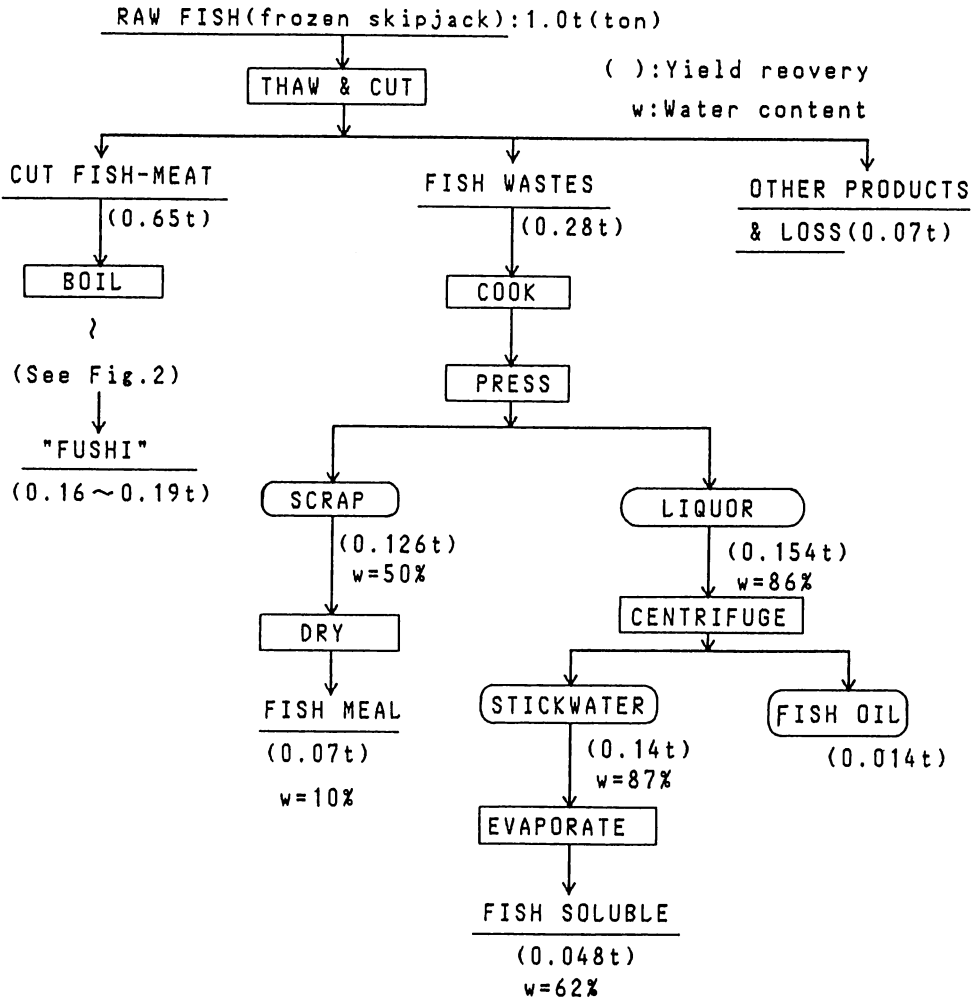 RAW FISH(frozen skipjack):1.0t(ton)
( ):Yield reovery
w:Water content
THAW & CUT
CUT FISH-MEAT
(0.65t)
FISH WASTES
(0.28t)
OTHER PRODUCTS
& LOSS(0.07t)
BOIL
~
(See Fig.2)
"FUSHI"
(0.16~0.19t)
COOK
PRESS
SCRAP
(0.126t)
w=50%
LIQUOR
(0.154t)
w=86%
DRY
CENTRIFUGE
FISH MEAL
(0.07t)
w=10%
STICKWATER
(0.14t)
w=87%
FISH OIL
(0.014t)
EVAPORATE
FISH SOLUBLE
(0.048t)
w=62%